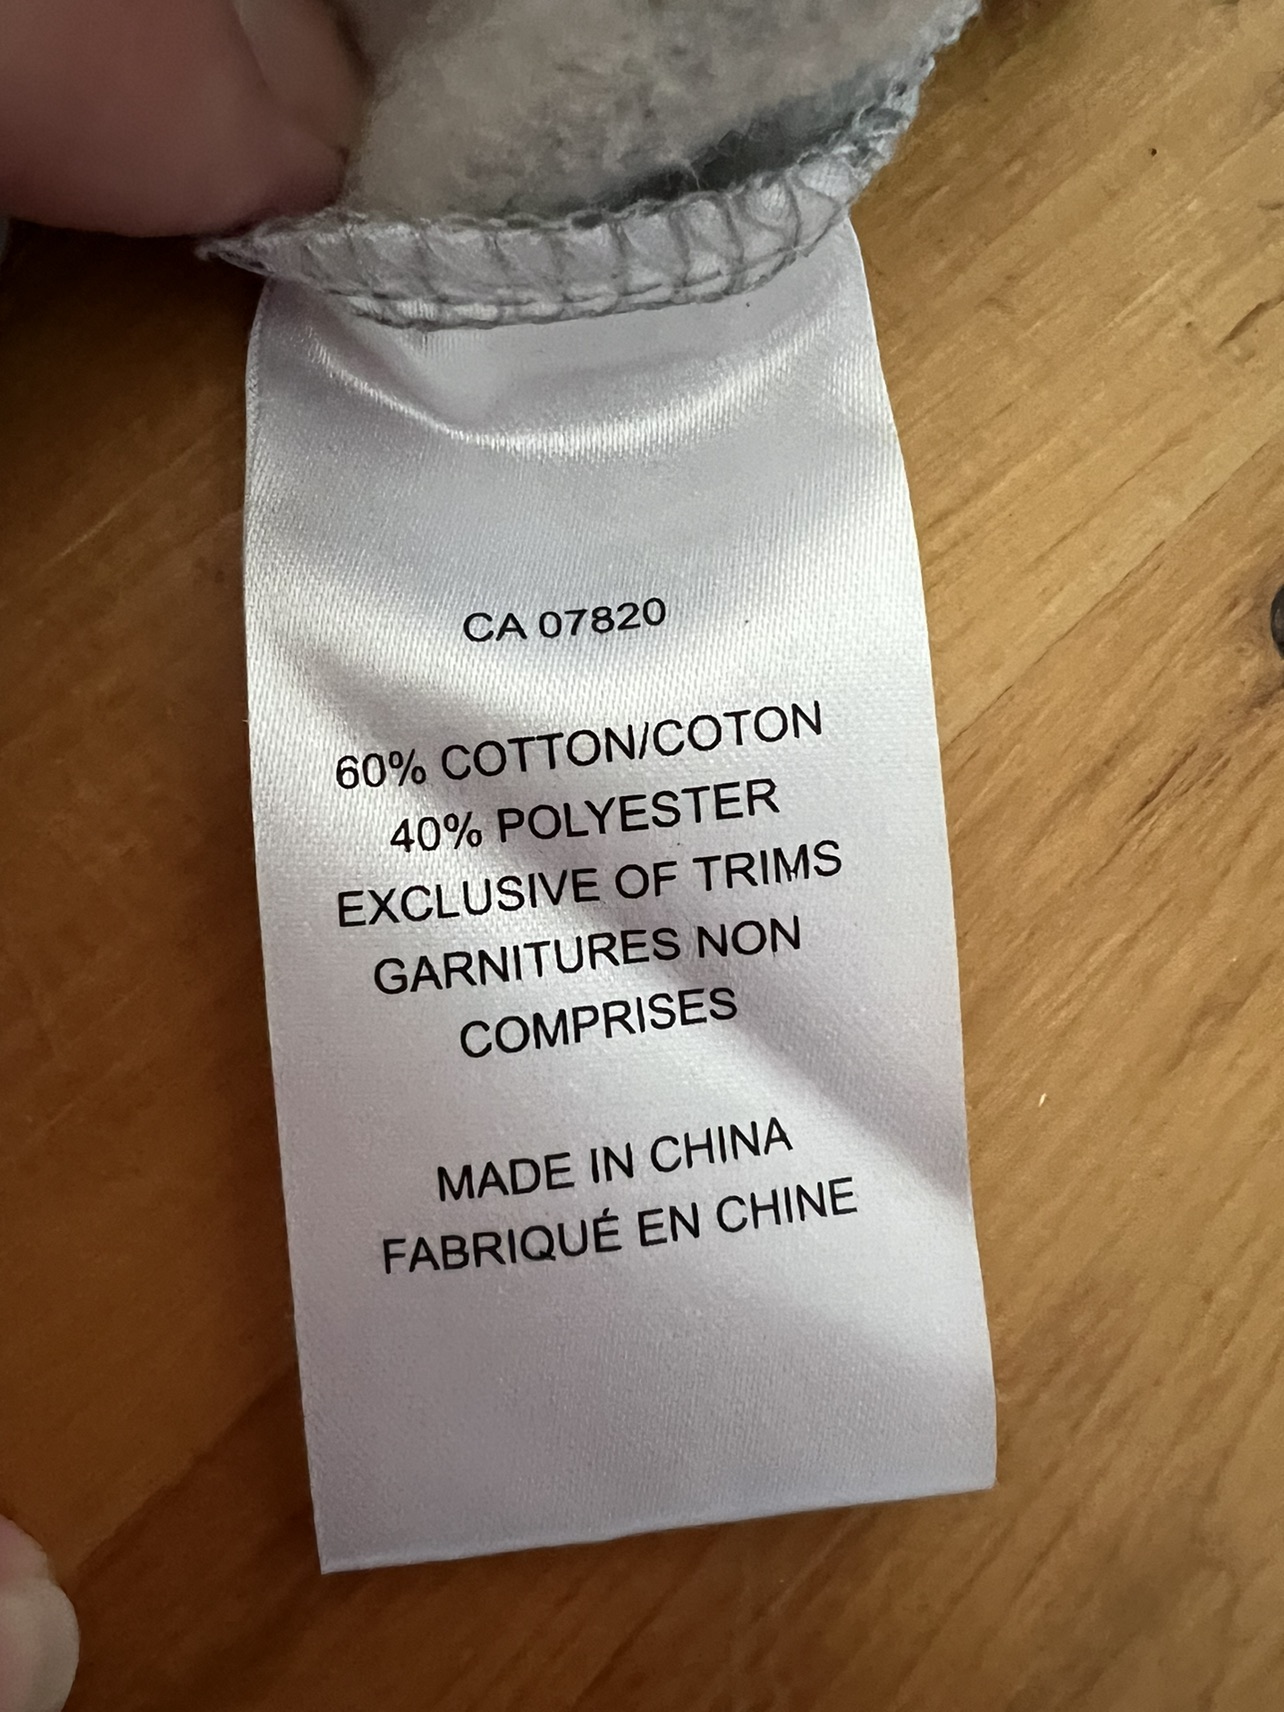 CA 07820
60% COTTON/COTON
40% POLYESTER
EXCLUSIVE OF TRIMS
GARNITURES NON
COMPRISES
MADE IN CHINA
FABRIQUÉ EN CHINE